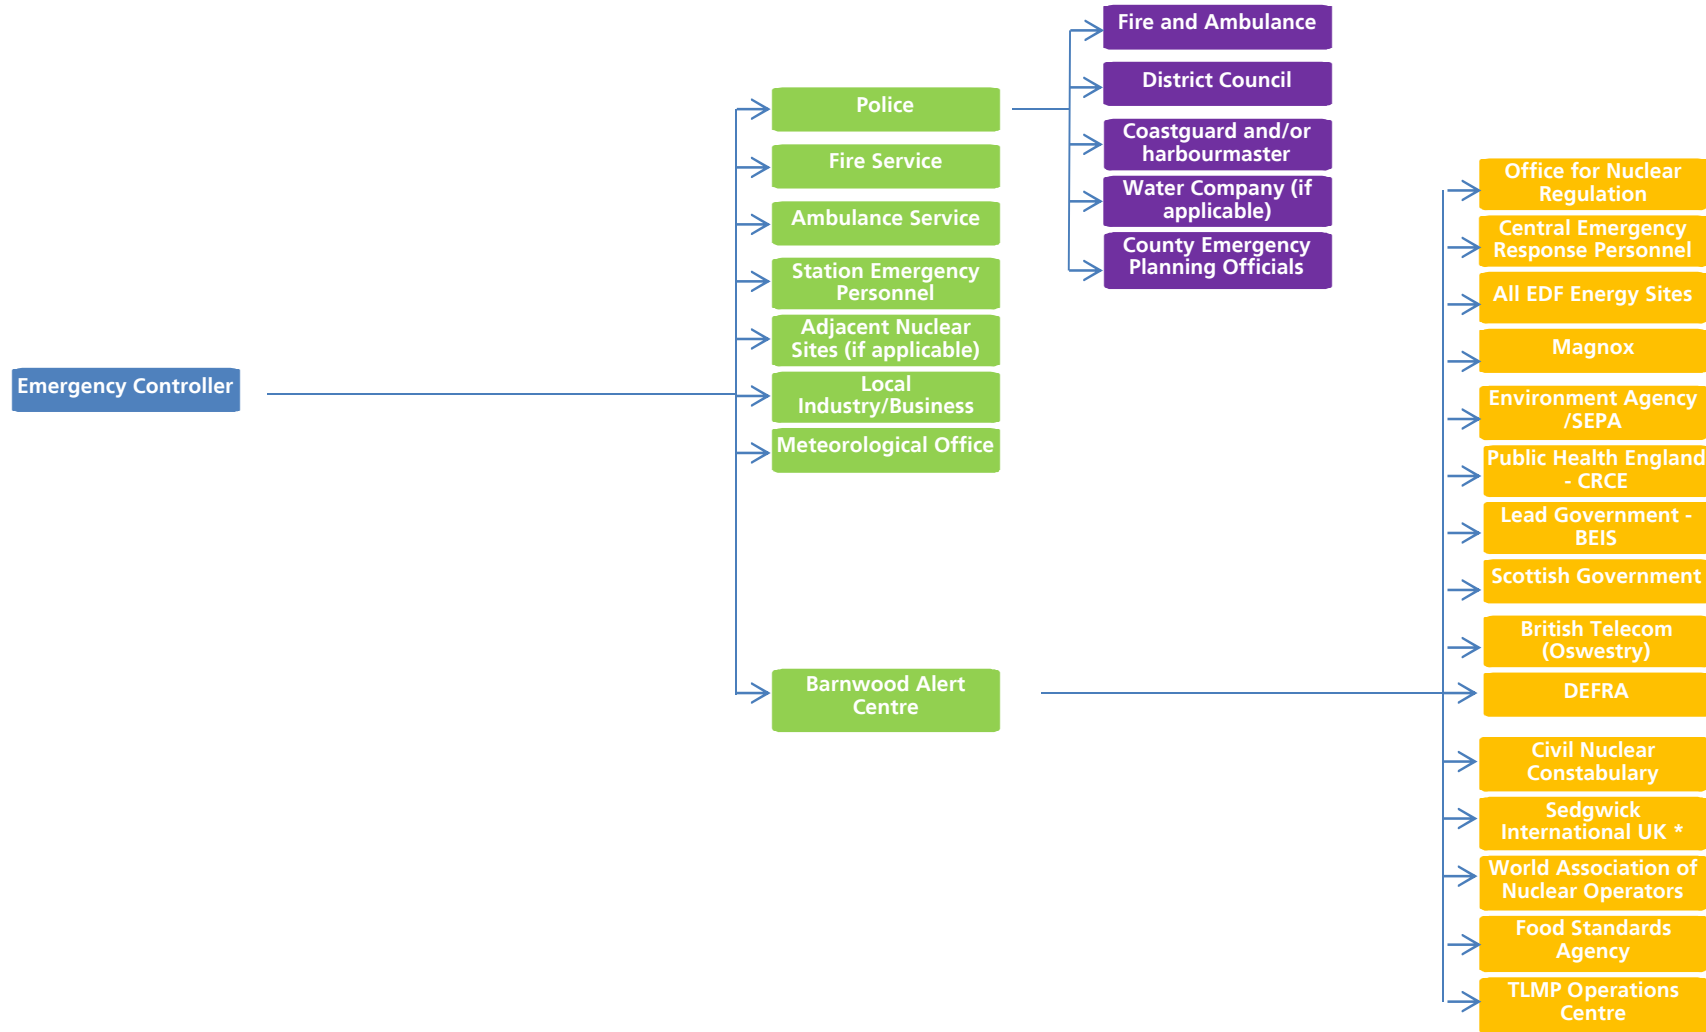 Emergency Controller
Police
Fire Service
Ambulance Service
Station Emergency
Personnel
Adjacent Nuclear
Sites (if applicable)
Local
Industry/Business
Meteorological Office
Barnwood Alert
Centre
Fire and Ambulance
District Council
Coastguard and/or
harbourmaster
Water Company (if
applicable)
County Emergency
Planning Officials
Office for Nuclear
Regulation
Central Emergency
Response Personnel
All EDF Energy Sites
Magnox
Environment Agency
/SEPA
Public Health England
- CRCE
Lead Government -
BEIS
Scottish Government
British Telecom
(Oswestry)
DEFRA
Civil Nuclear
Constabulary
Sedgwick
International UK *
World Association of
Nuclear Operators
Food Standards
Agency
TLMP Operations
Centre